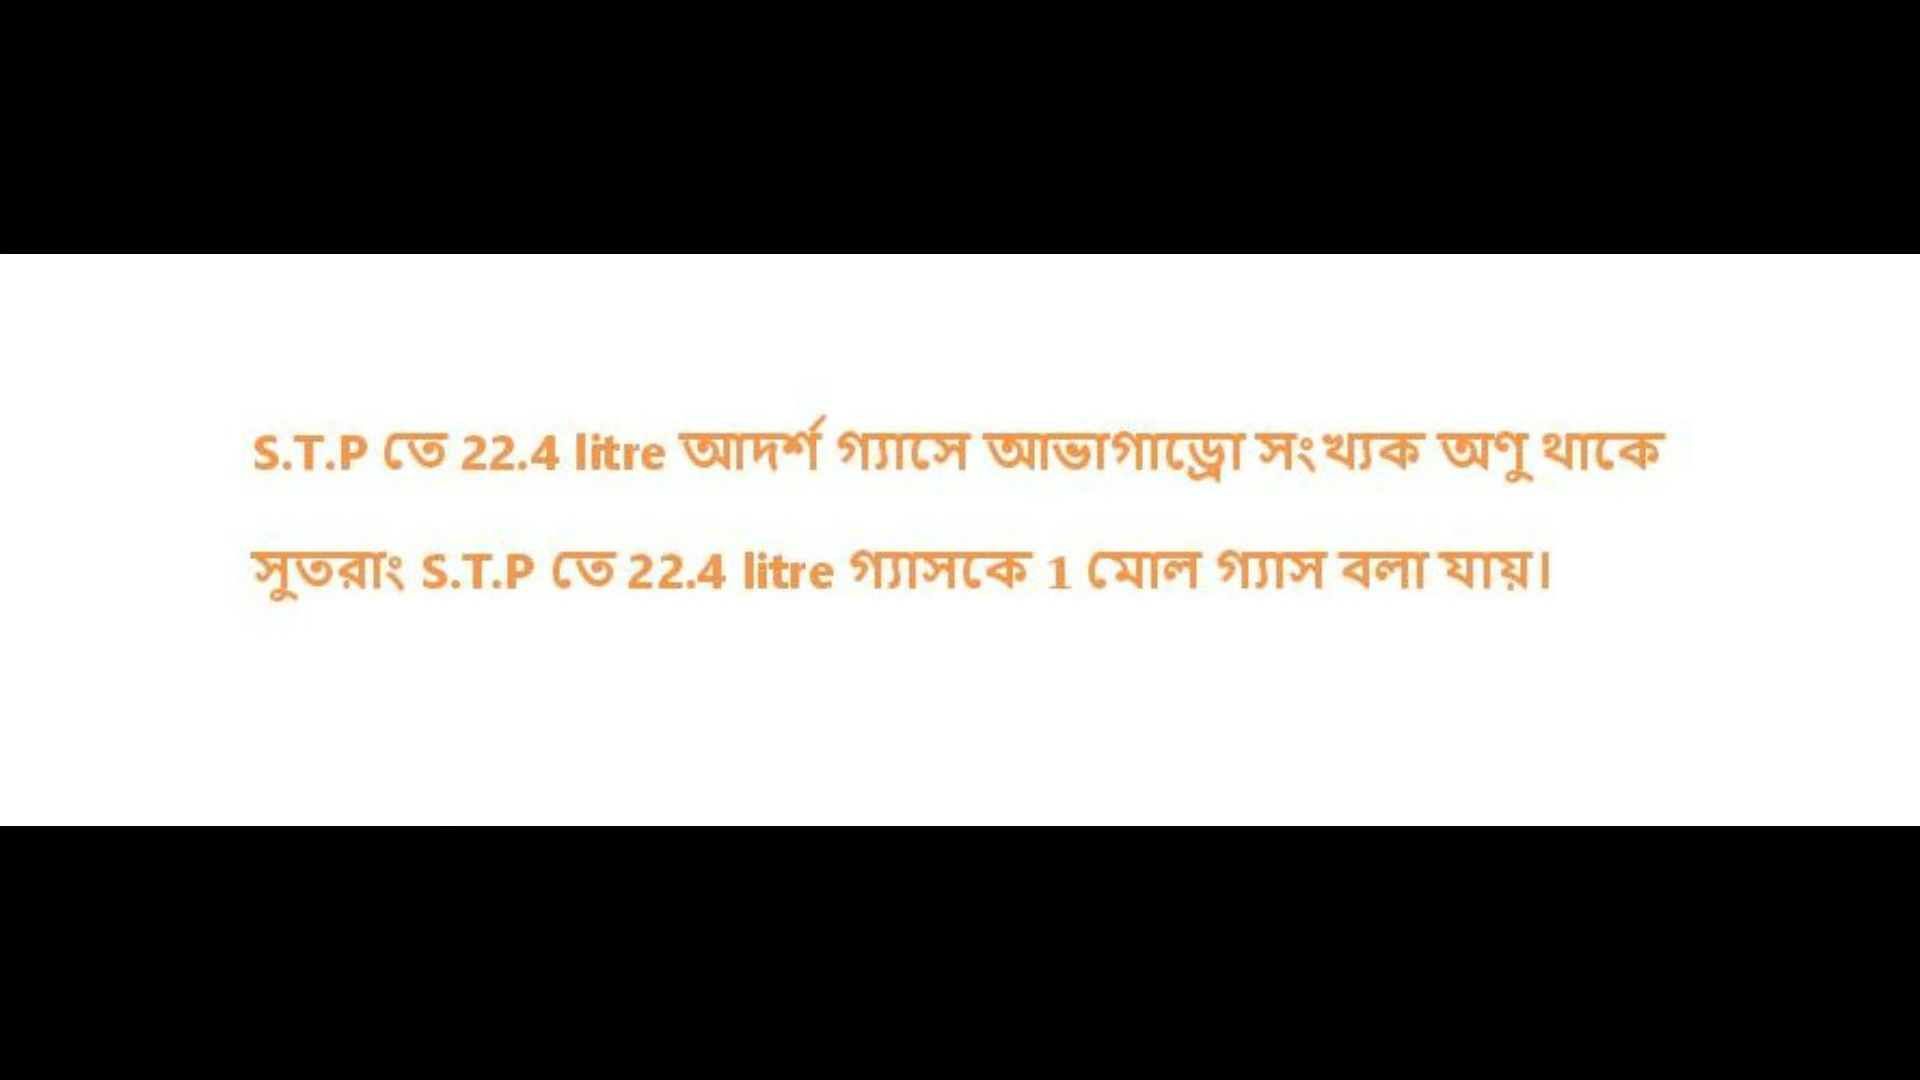 S.T.P তে 22.4 litre আদর্শ গ্যাসে আভাগাড্রো সংখ্যক অণু থাকে
সুতরাং S.T.P তে 22.4 litre গ্যাসকে 1 মোল গ্যাস বলা যায়।